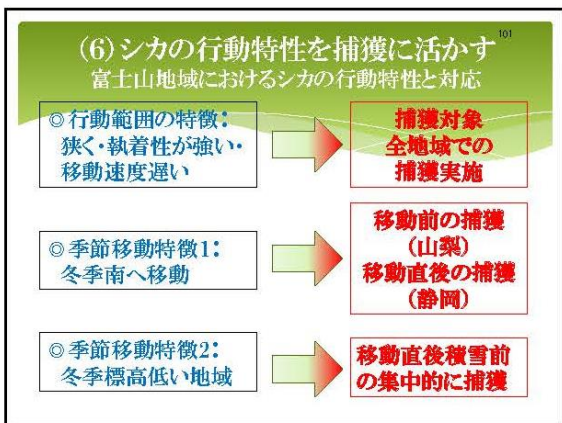 101
(6)シカの行動特性を捕獲に活かす
富士山地域におけるシカの行動特性と対応
◎行動範囲の特徴：
狭く・執着性が強い・
移動速度遅い
捕獲対象
全地域での
捕獲実施
◎季節移動特徴1：
冬季南へ移動
移動前の捕獲
(山梨)
移動直後の捕獲
(静岡)
◎季節移動特徴2：
冬季標高低い地域
移動直後積雪前
の集中的に捕獲